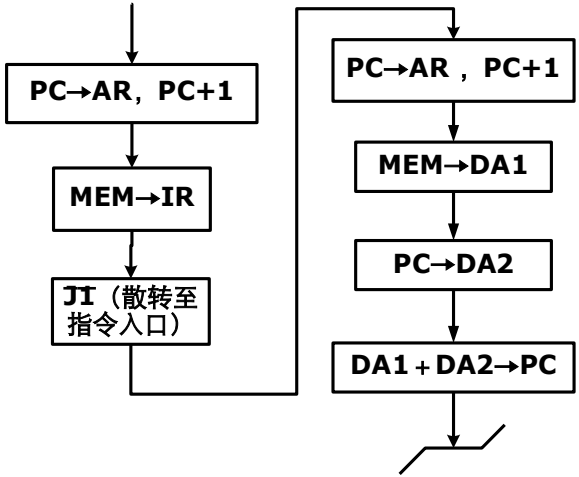 PC→AR，PC+1
MEM→IR
J1（散转至
指令入口）
PC→AR，PC+1
MEM→DA1
PC→DA2
DA1+DA2→PC